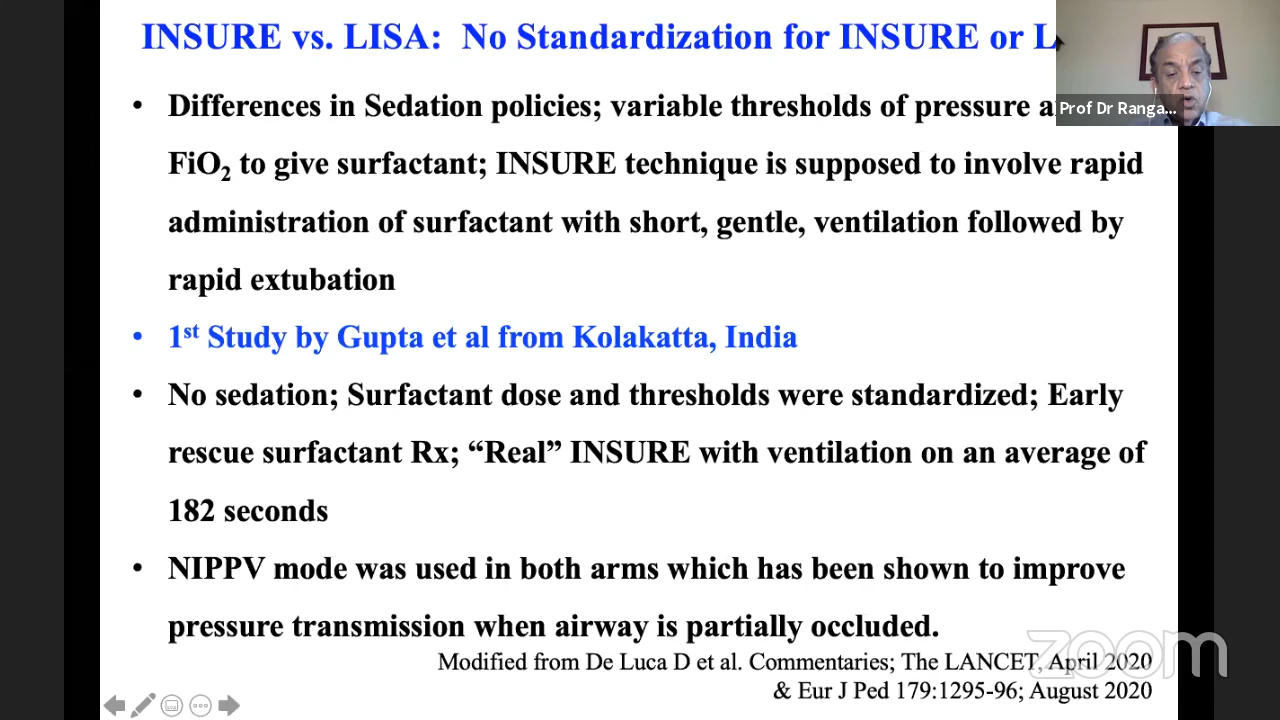 INSURE vs. LISA: No Standardization for INSURE or L
Prof Dr Ranga...
• Differences in Sedation policies; variable thresholds of pressure a
FiO₂ to give surfactant; INSURE technique is supposed to involve rapid
administration of surfactant with short, gentle, ventilation followed by
rapid extubation
• 1st Study by Gupta et al from Kolakatta, India
• No sedation; Surfactant dose and thresholds were standardized; Early
rescue surfactant Rx; “Real” INSURE with ventilation on an average of
182 seconds
• NIPPV mode was used in both arms which has been shown to improve
pressure transmission when airway is partially occluded.
Modified from De Luca D et al. Commentaries; The LANCET, April 2020
& Eur J Ped 179:1295-96; August 2020
zoom